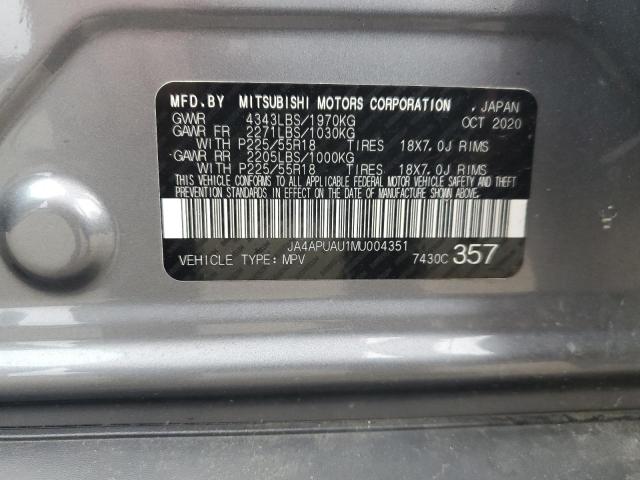 MFD.BY MITSUBISHI MOTORS CORPORATION , JAPAN
GVWR 4343LBS/1970KG OCT 2020
GAWR FR 2271LBS/1030KG
WITH P225/55R18 TIRES 18X7.0J RIMS
GAWR RR 2205LBS/1000KG
WITH P225/55R18 TIRES 18X7.0J RIMS
THIS VEHICLE CONFORMS TO ALL APPLICABLE FEDERAL MOTOR VEHICLE SAFETY AND THEFT
PREVENTION STANDARDS IN EFFECT ON THE DATE OF MANUFACTURE SHOWN ABOVE.
JA4APUAU1MU004351
VEHICLE TYPE:MPV 7430C 357